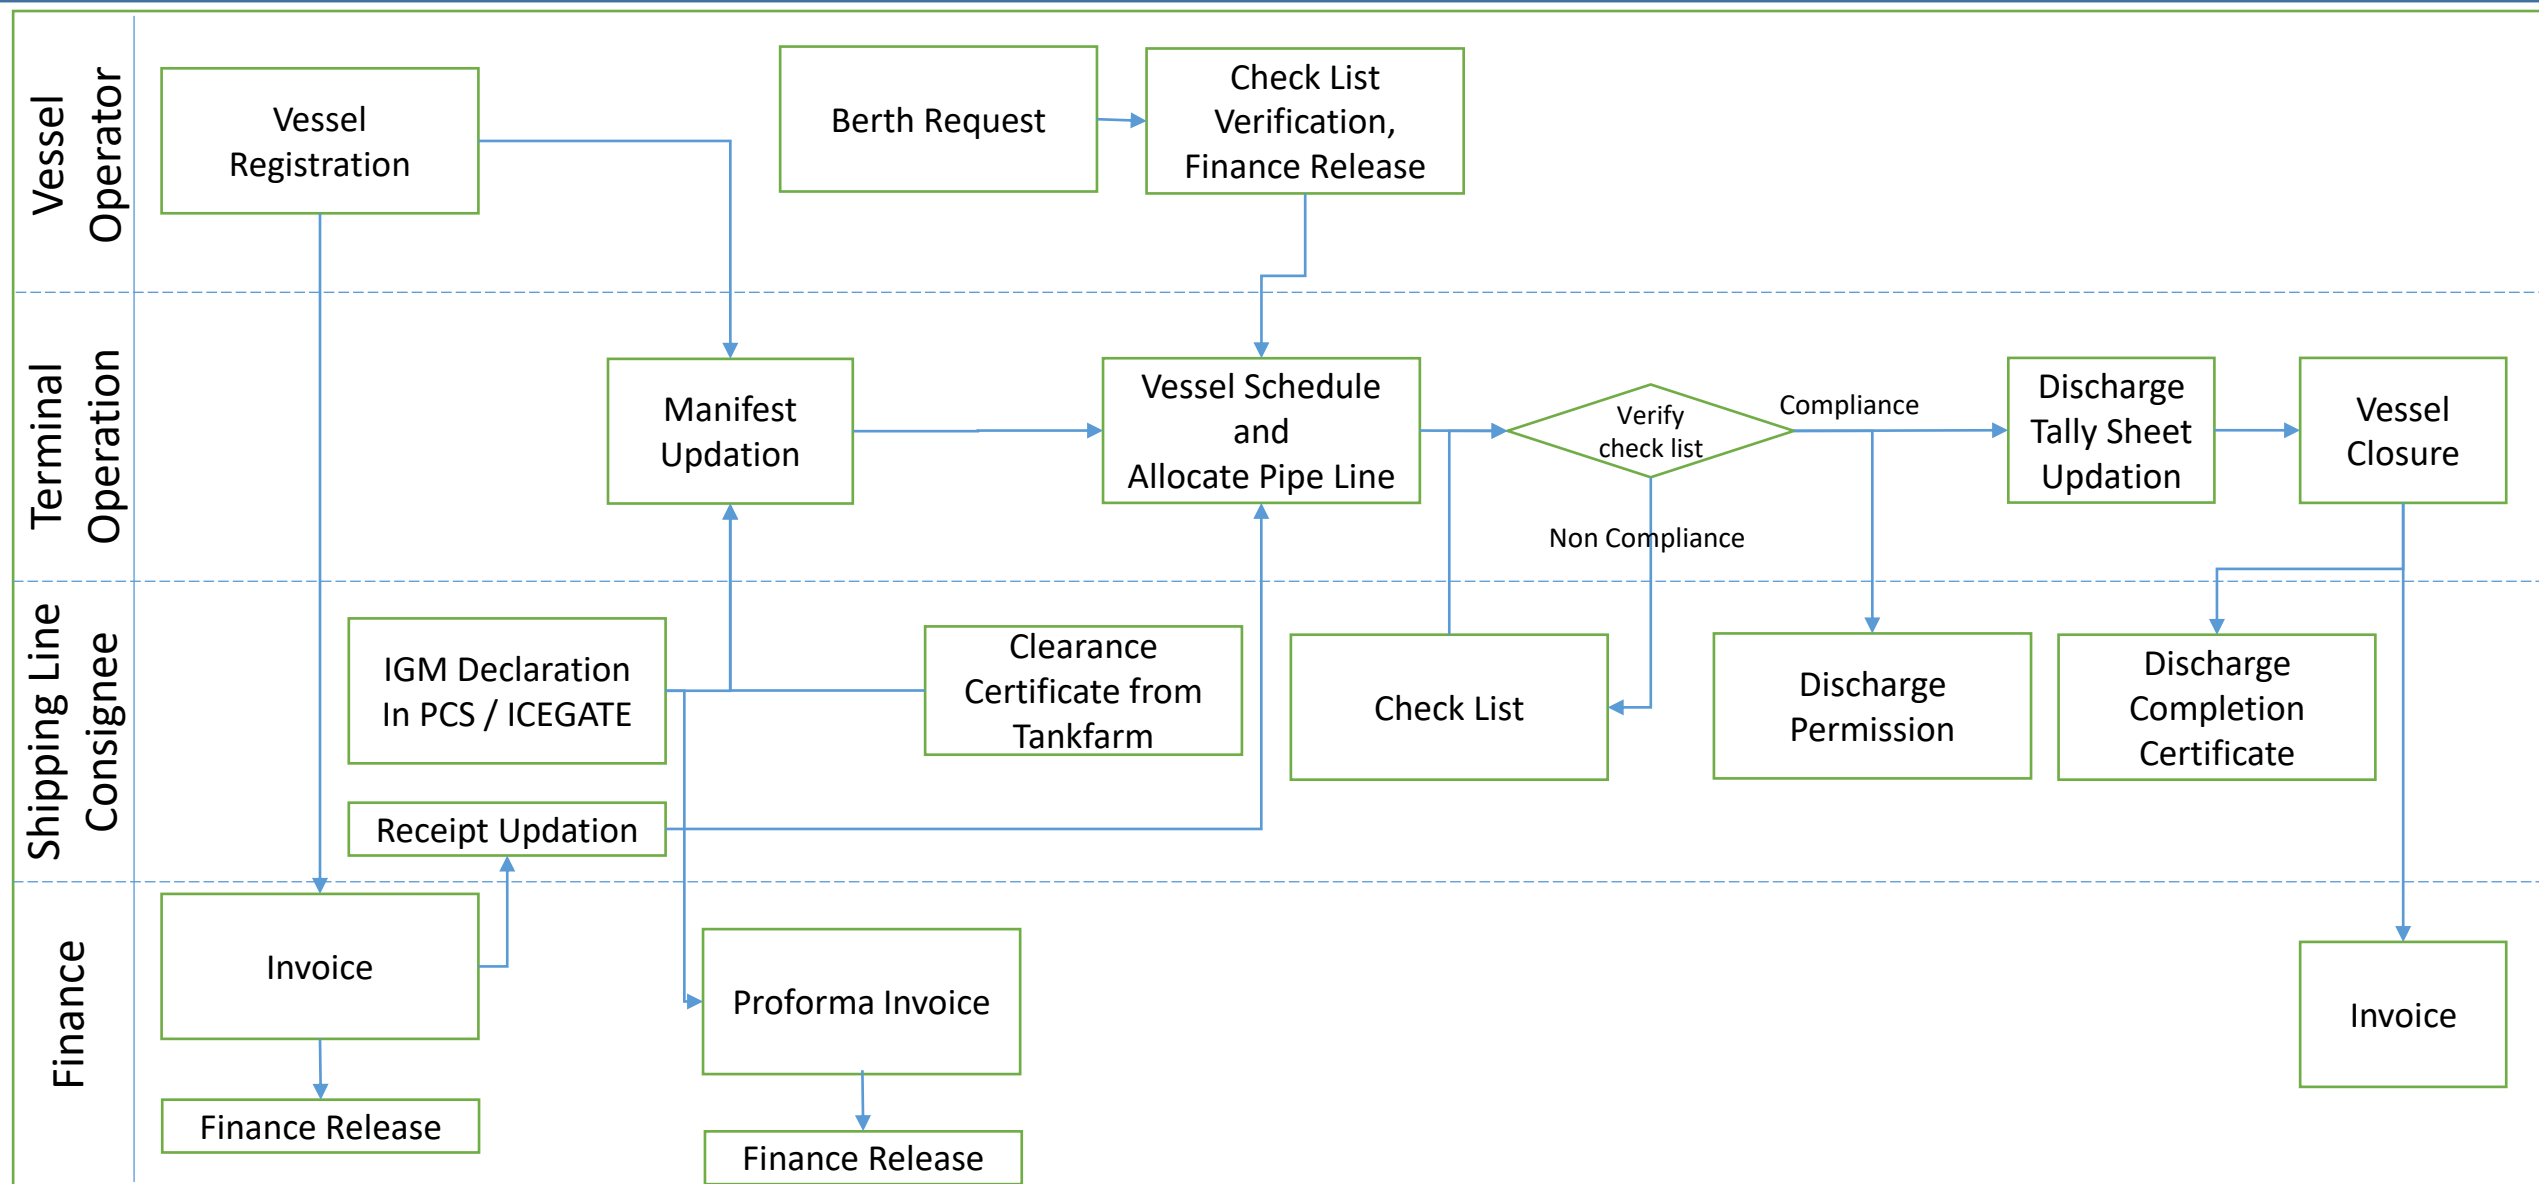 Vessel
Operator
Vessel
Registration
Berth Request
Check List
Verification,
Finance Release
Terminal
Operation
Manifest
Updation
Vessel Schedule
and
Allocate Pipe Line
Verify
check list
Compliance
Non Compliance
Discharge
Tally Sheet
Updation
Vessel
Closure
Shipping Line
Consignee
IGM Declaration
In PCS / ICEGATE
Clearance
Certificate from
Tankfarm
Check List
Discharge
Permission
Discharge
Completion
Certificate
Receipt Updation
Finance
Invoice
Proforma Invoice
Invoice
Finance Release
Finance Release